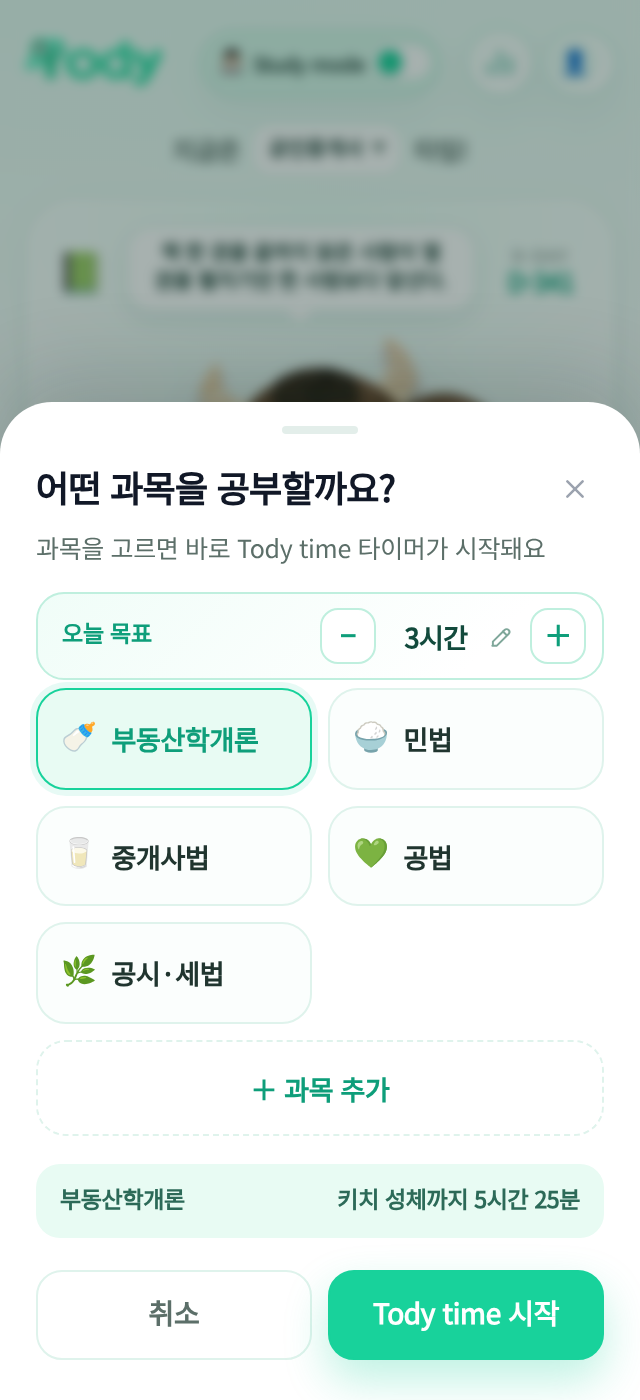 Tody
Study mode
어떤 과목을 공부할까요?
과목을 고르면 바로 Tody time 타이머가 시작돼요
오늘 목표
3시간
부동산학개론
민법
중개사법
공법
공시·세법
+ 과목 추가
부동산학개론
키치 성체까지 5시간 25분
취소
Tody time 시작